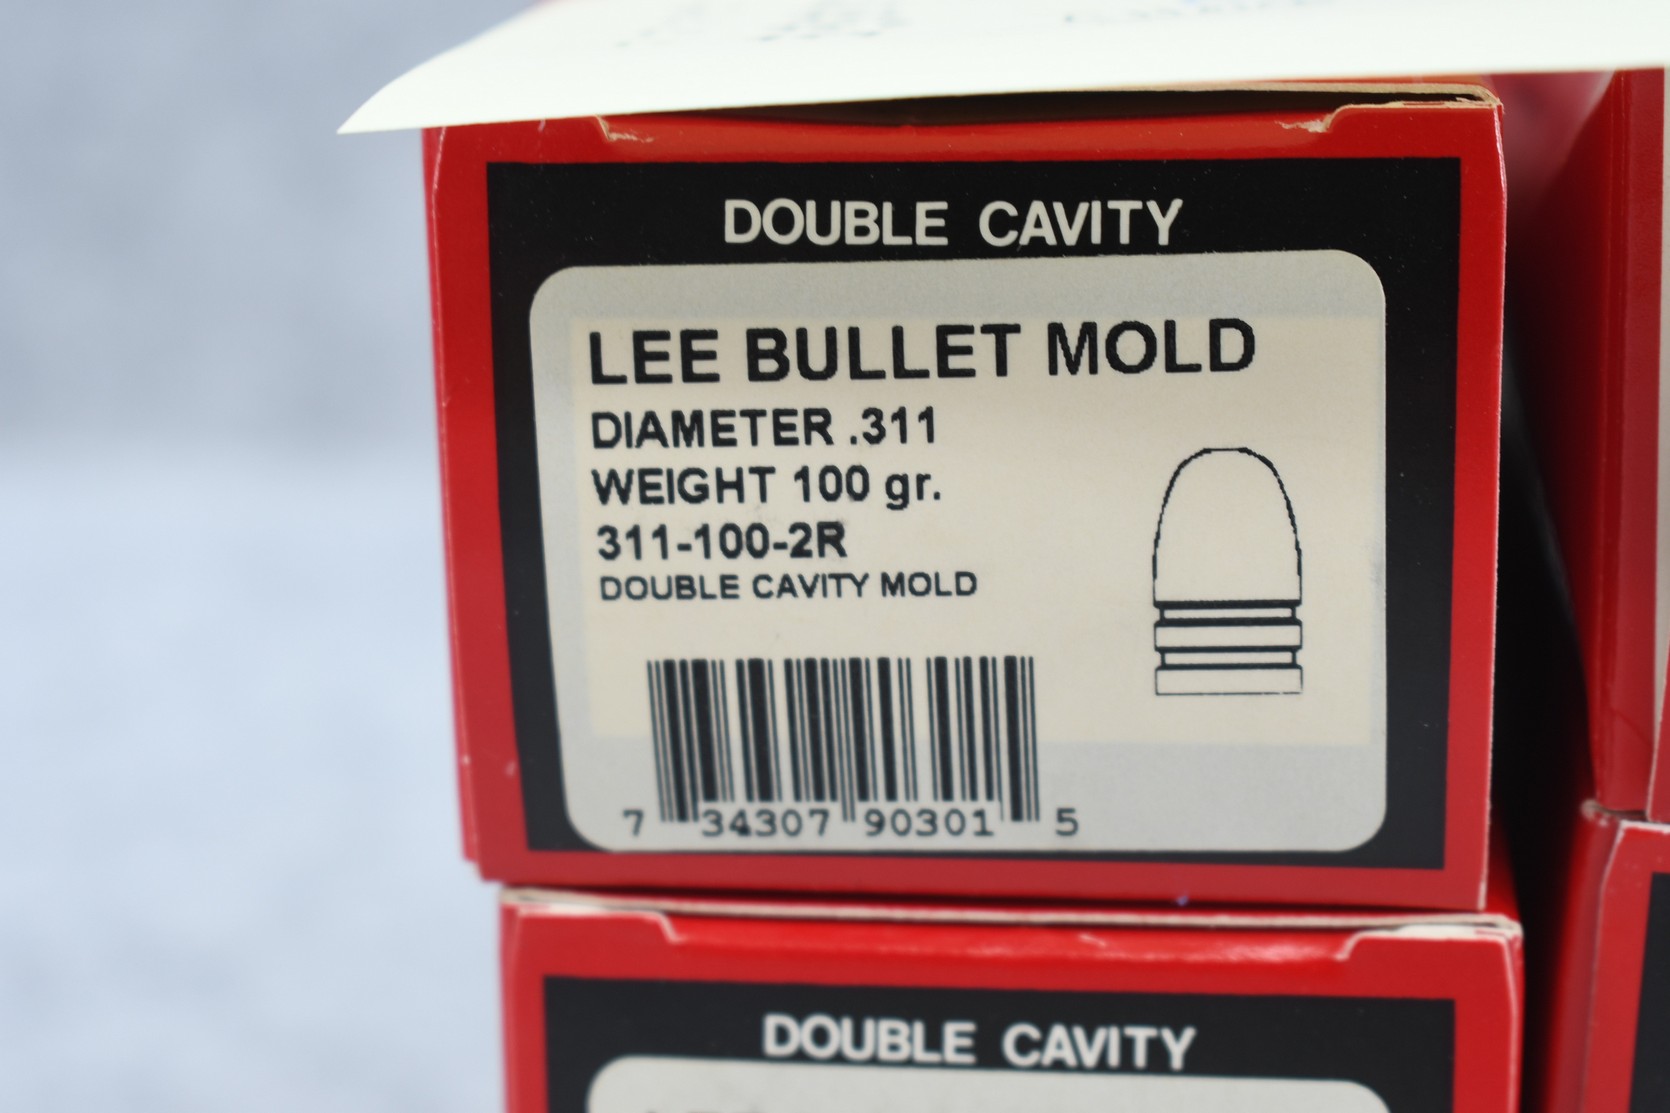 DOUBLE CAVITY
LEE BULLET MOLD
DIAMETER .311
WEIGHT 100 gr.
311-100-2R
DOUBLE CAVITY MOLD
7 34307 90301 5
DOUBLE CAVITY